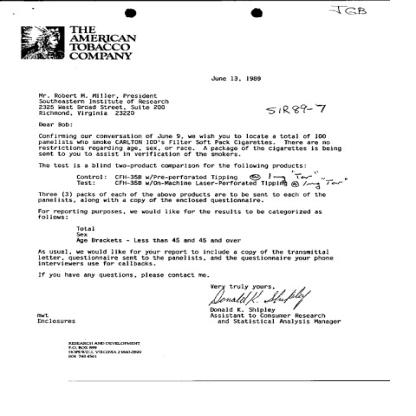 JGB
THE
AMERICAN
TOBACCO
COMPANY
June 13, 1989
Mr. Robert M. Miller, President
Southeastern Institute of Research
2325 West Broad Street, Suite 200
Richmond, Virginia 23220
SIR89-7
Dear Bob:
Confirming our conversation of June 9, we wish you to locate a total of 100
panelists who smoke CARLTON 100's Filter Soft Pack Cigarettes. There are no
restrictions regarding age, sex, or race. A package of the cigarettes is being
sent to you to assist in verification of the smokers.
The test is a blind two-product comparison for the following products:
Control: CFH-358 w/Pre-perforated Tipping @ 1 mg "Tar"
Test: CFH-358 w/On-Machine Laser-Perforated Tipping @ 1 mg "Tar"
Three (3) packs of each of the above products are to be sent to each of the
panelists, along with a copy of the enclosed questionnaire.
For reporting purposes, we would like for the results to be categorized as
follows:
Total
Sex
Age Brackets - Less than 45 and 45 and over
As usual, we would like for your report to include a copy of the transmittal
letter, questionnaire sent to the panelists, and the questionnaire your phone
interviewers use for callbacks.
If you have any questions, please contact me.
Very truly yours,
Donald K. Shipley
Donald K. Shipley
Assistant to Consumer Research
and Statistical Analysis Manager
mwt
Enclosures
RESEARCH AND DEVELOPMENT
P.O. BOX 899
HOPEWELL, VIRGINIA